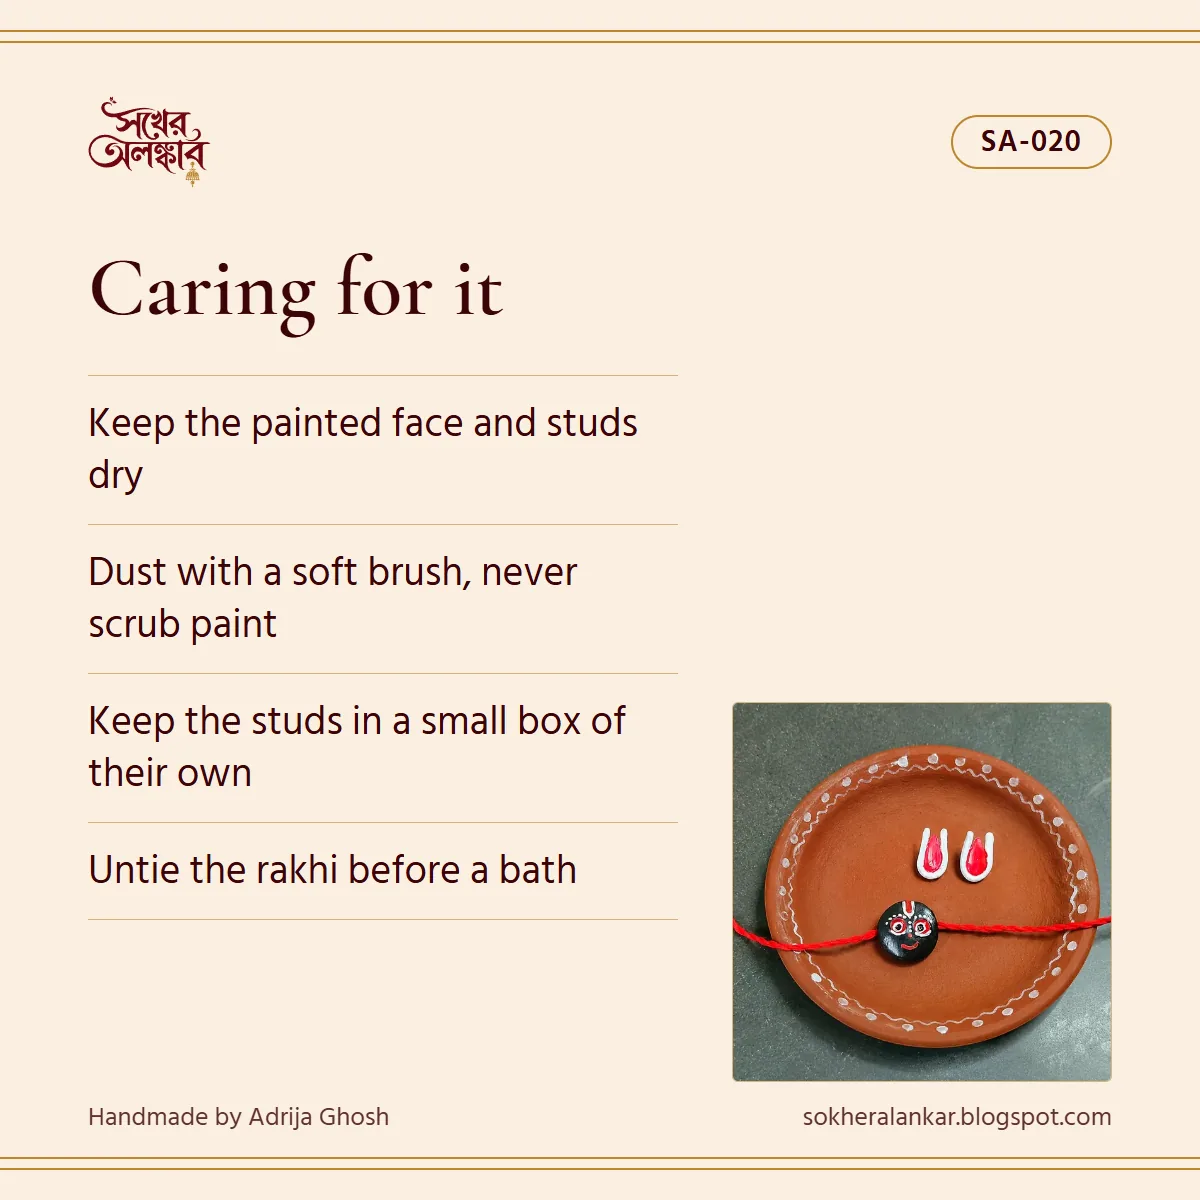 সখের
অলঙ্কার
SA-020
Caring for it
Keep the painted face and studs
dry
Dust with a soft brush, never
scrub paint
Keep the studs in a small box of
their own
Untie the rakhi before a bath
Handmade by Adrija Ghosh
sokheralankar.blogspot.com